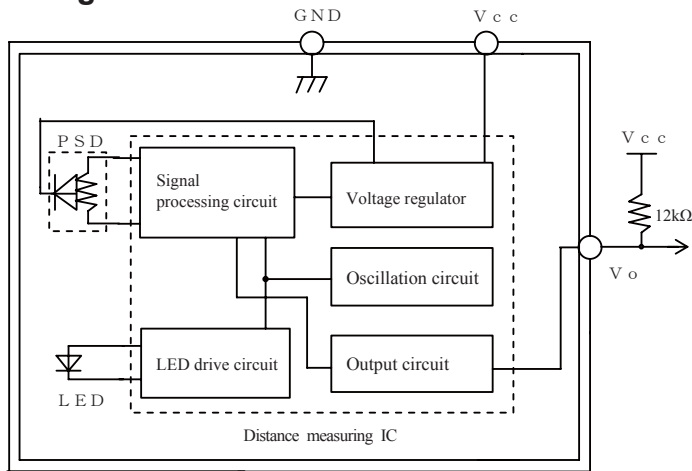 GND
Vcc
PSD
Signal
processing circuit
Voltage regulator
Vcc
12kΩ
Oscillation circuit
Vo
LED drive circuit
Output circuit
LED
Distance measuring IC